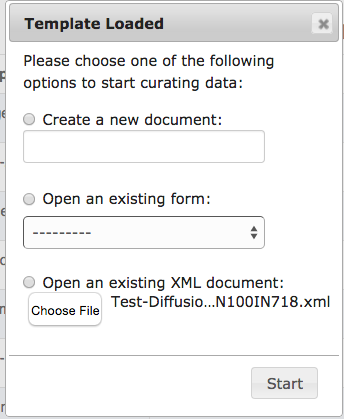 Template Loaded
Please choose one of the following
options to start curating data:
Create a new document:
Open an existing form:
---------
Open an existing XML document:
Choose File Test-Diffusio...N100IN718.xml
Start